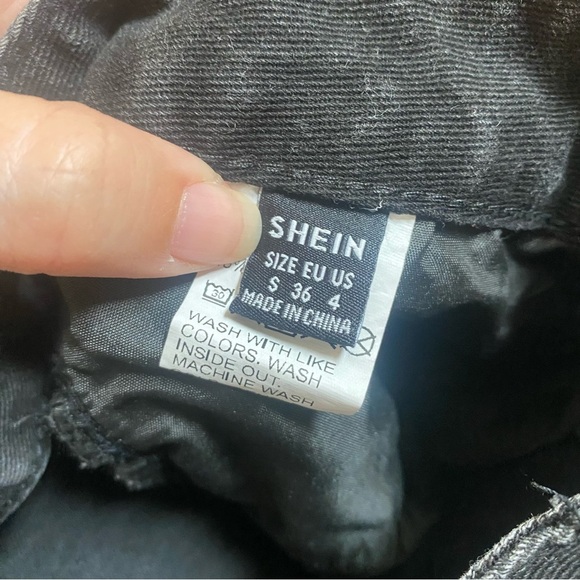 SHEIN
SIZE EU US
S 36 4
MADE IN CHINA
30
WASH WITH LIKE
COLORS. WASH
INSIDE OUT.
MACHINE WASH